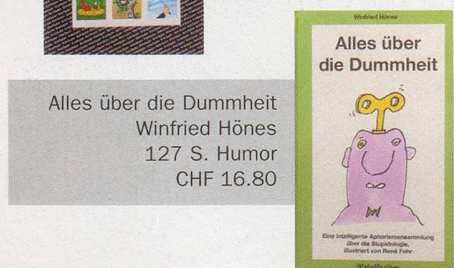 Alles über die Dummheit
Winfried Hönes
127 S. Humor
CHF 16.80
Winfried Hönes
Alles über
die Dummheit
Eine intelligente Aphorismensammlung
über die Stupidologie,
illustriert von René Fehr